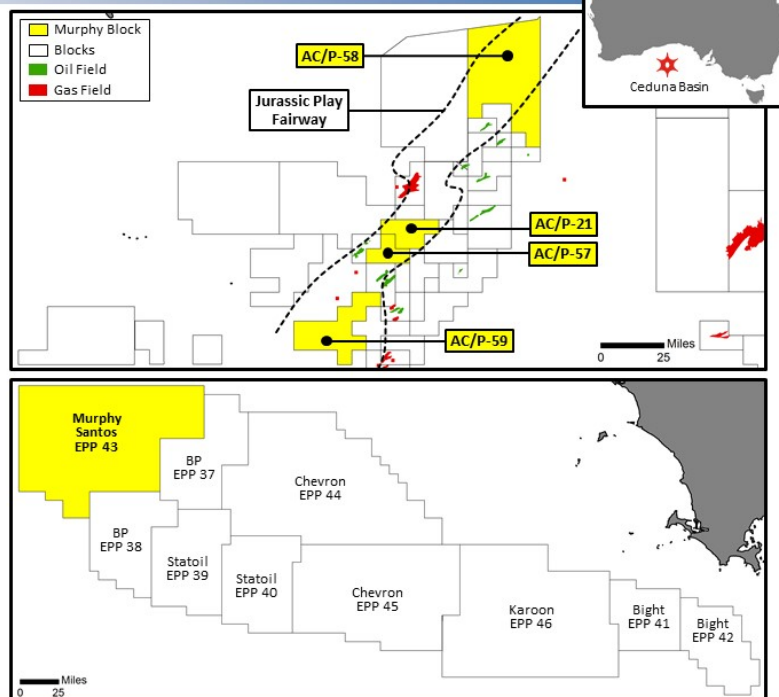 Murphy Block
Blocks
Oil Field
Gas Field
AC/P-58
Ceduna Basin
Jurassic Play
Fairway
AC/P-21
AC/P-57
AC/P-59
Miles
0 25
Murphy
Santos
EPP 43
BP
EPP 37
Chevron
EPP 44
BP
EPP 38
Statoil
EPP 39
Statoil
EPP 40
Chevron
EPP 45
Karoon
EPP 46
Bight
EPP 41
Bight
EPP 42
Miles
0 25